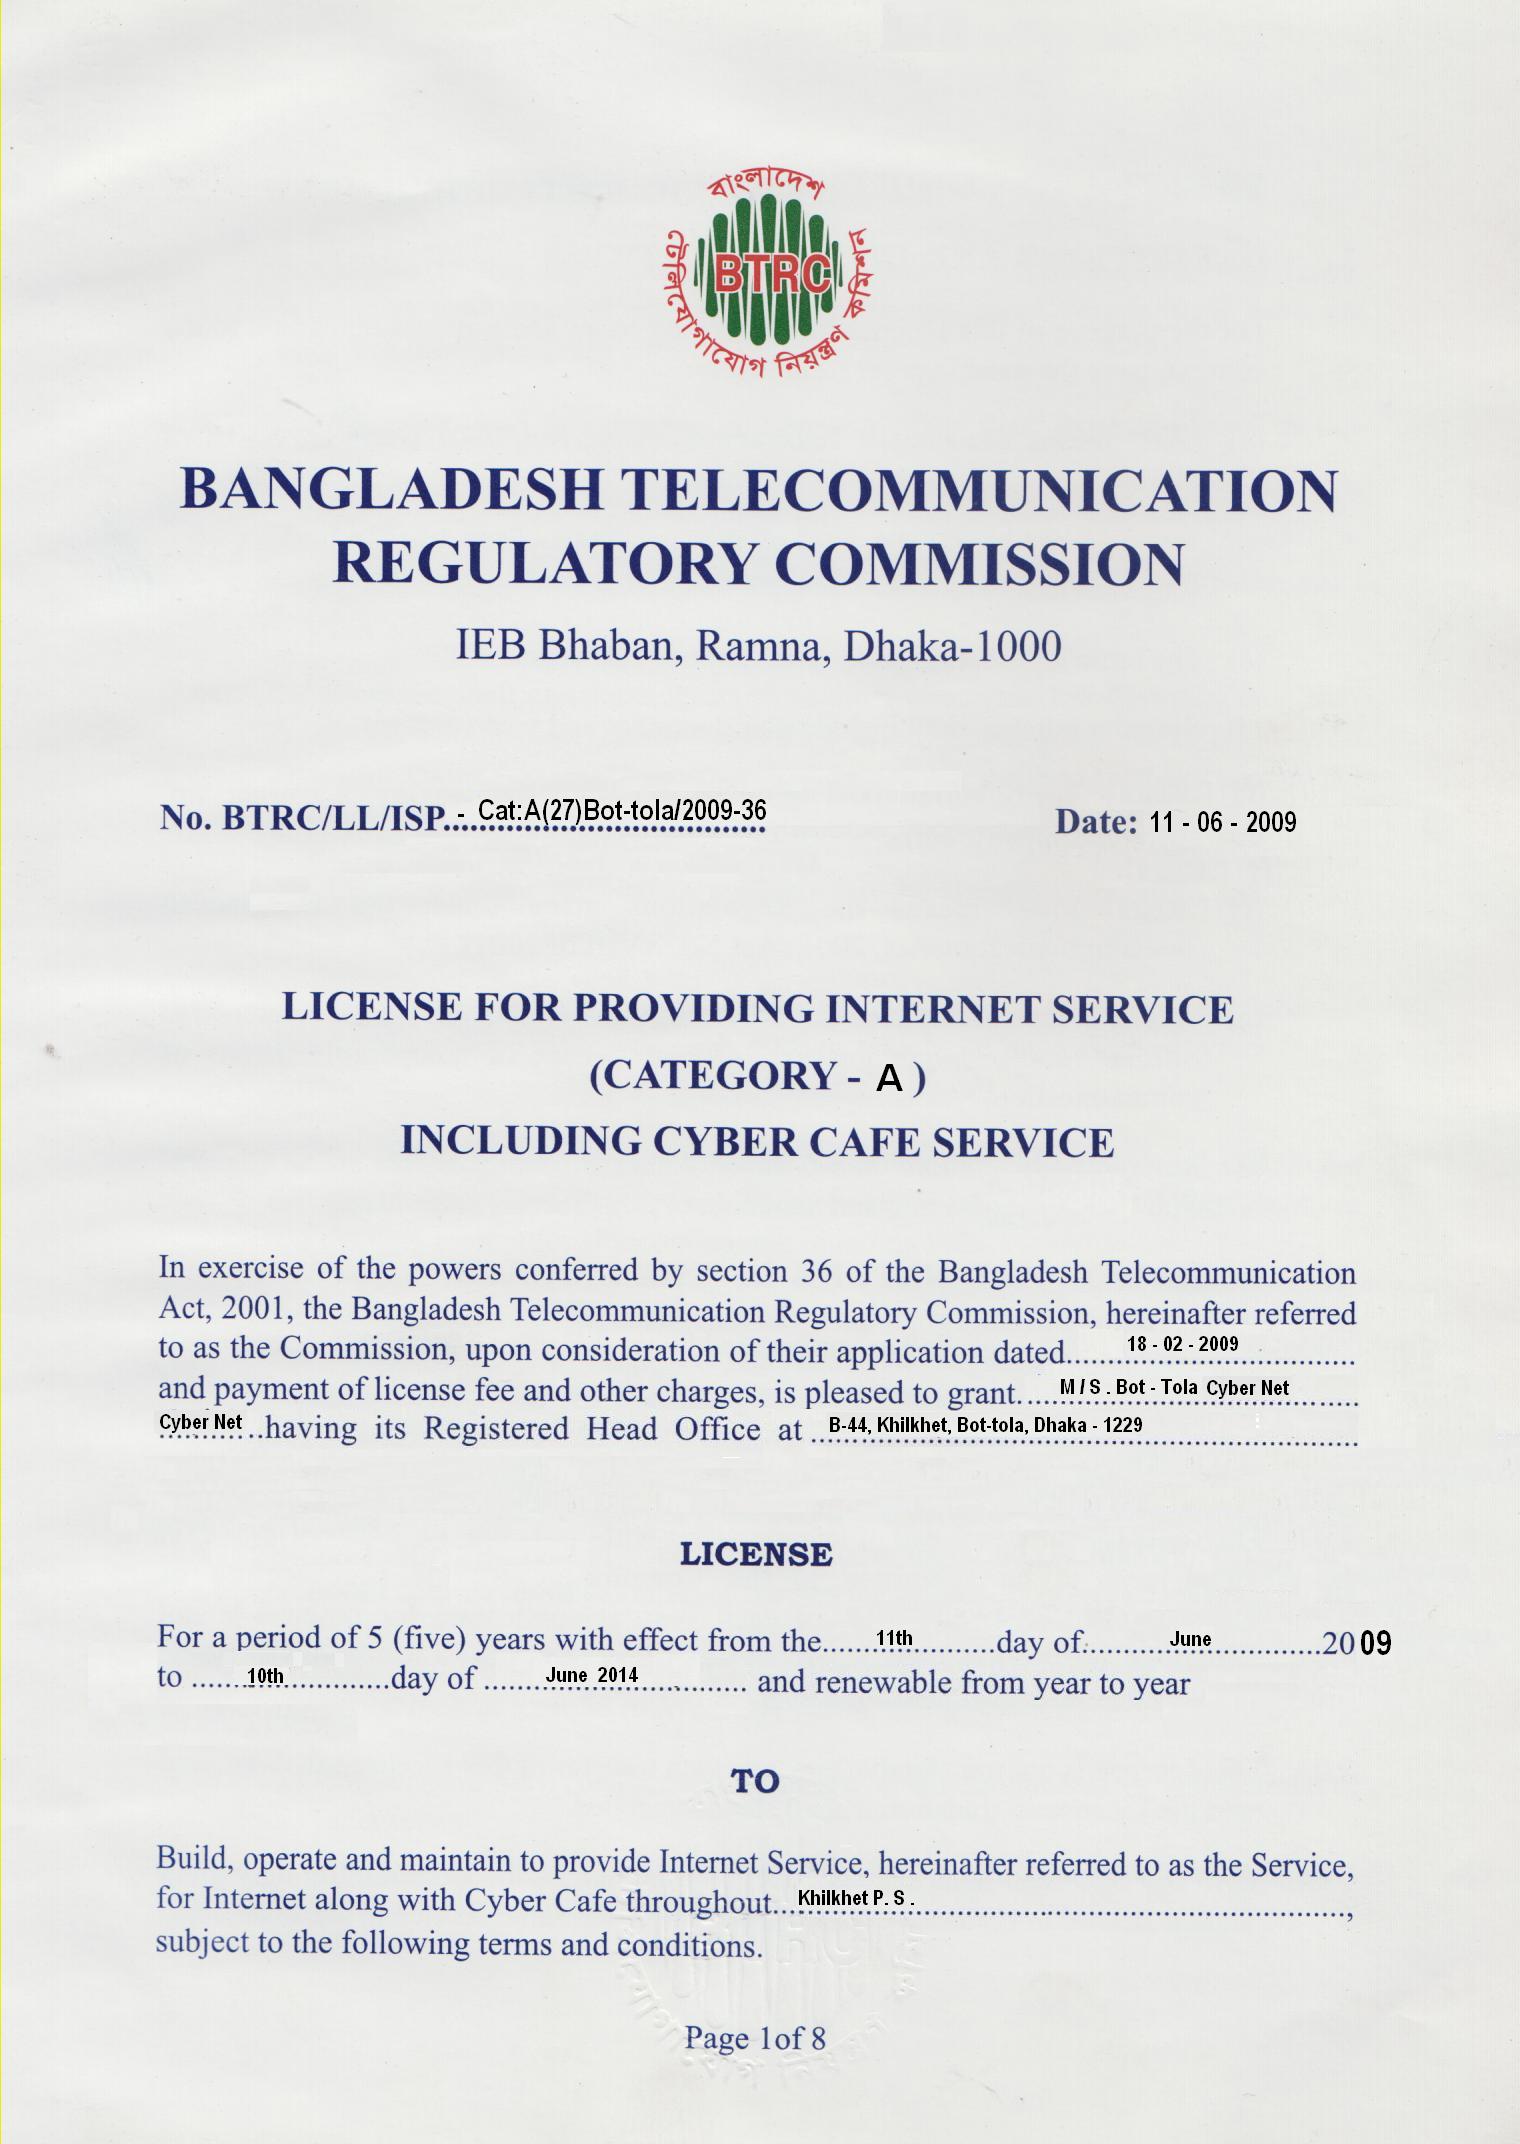 বাংলাদেশ
টেলিযোগাযোগ নিয়ন্ত্রণ কমিশন
BTRC
BANGLADESH TELECOMMUNICATION
REGULATORY COMMISSION
IEB Bhaban, Ramna, Dhaka-1000
No. BTRC/LL/ISP..- Cat:A(27)Bot-tola/2009-36 Date: 11 - 06 - 2009
LICENSE FOR PROVIDING INTERNET SERVICE
(CATEGORY - A )
INCLUDING CYBER CAFE SERVICE
In exercise of the powers conferred by section 36 of the Bangladesh Telecommunication
Act, 2001, the Bangladesh Telecommunication Regulatory Commission, hereinafter referred
to as the Commission, upon consideration of their application dated......18 - 02 - 2009......
and payment of license fee and other charges, is pleased to grant....M / S . Bot - Tola Cyber Net......
Cyber Net ..having its Registered Head Office at ..B-44, Khilkhet, Bot-tola, Dhaka - 1229......
LICENSE
For a period of 5 (five) years with effect from the......11th..........day of..........June............2009
to ......10th............day of .......June 2014.......... and renewable from year to year
TO
Build, operate and maintain to provide Internet Service, hereinafter referred to as the Service,
for Internet along with Cyber Cafe throughout...Khilkhet P. S .......,
subject to the following terms and conditions.
Page 1of 8